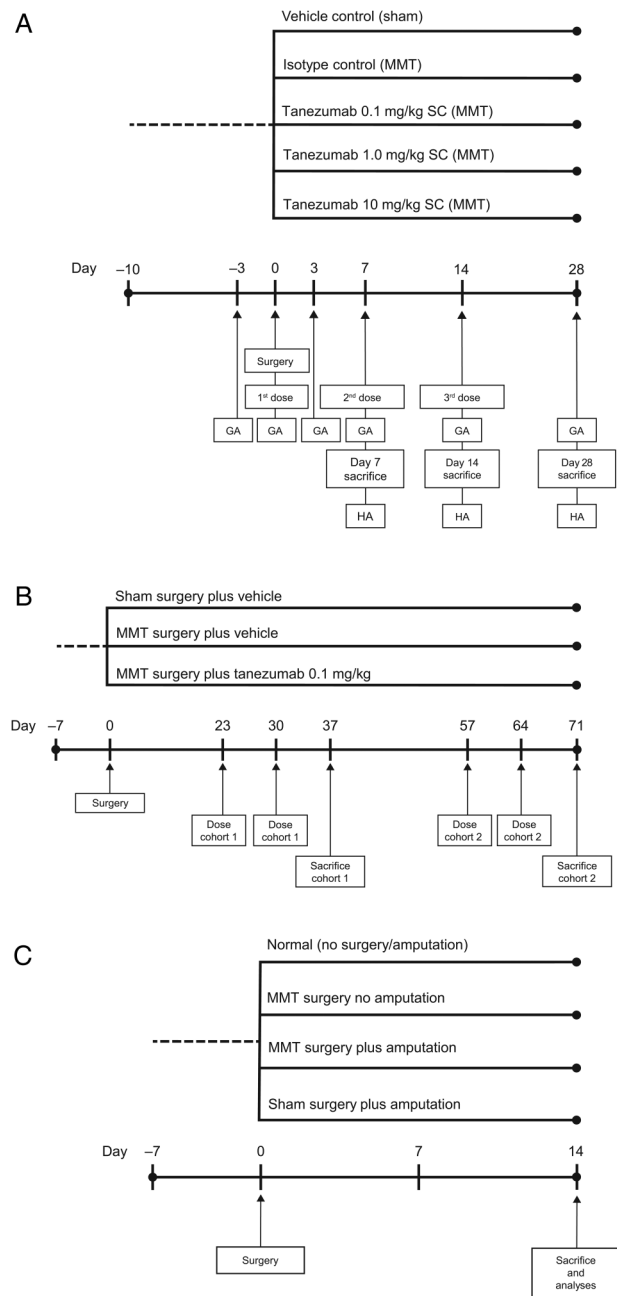 A
Vehicle control (sham)
Isotype control (MMT)
Tanezumab 0.1 mg/kg SC (MMT)
Tanezumab 1.0 mg/kg SC (MMT)
Tanezumab 10 mg/kg SC (MMT)
Day –10 –3 0 3 7 14 28
Surgery
1st dose 2nd dose 3rd dose
GA GA GA GA GA GA
Day 7 Day 14 Day 28
sacrifice sacrifice sacrifice
HA HA HA
B
Sham surgery plus vehicle
MMT surgery plus vehicle
MMT surgery plus tanezumab 0.1 mg/kg
Day –7 0 23 30 37 57 64 71
Surgery
Dose Dose Dose Dose
cohort 1 cohort 1 cohort 2 cohort 2
Sacrifice Sacrifice
cohort 1 cohort 2
C
Normal (no surgery/amputation)
MMT surgery no amputation
MMT surgery plus amputation
Sham surgery plus amputation
Day –7 0 7 14
Surgery
Sacrifice
and
analyses